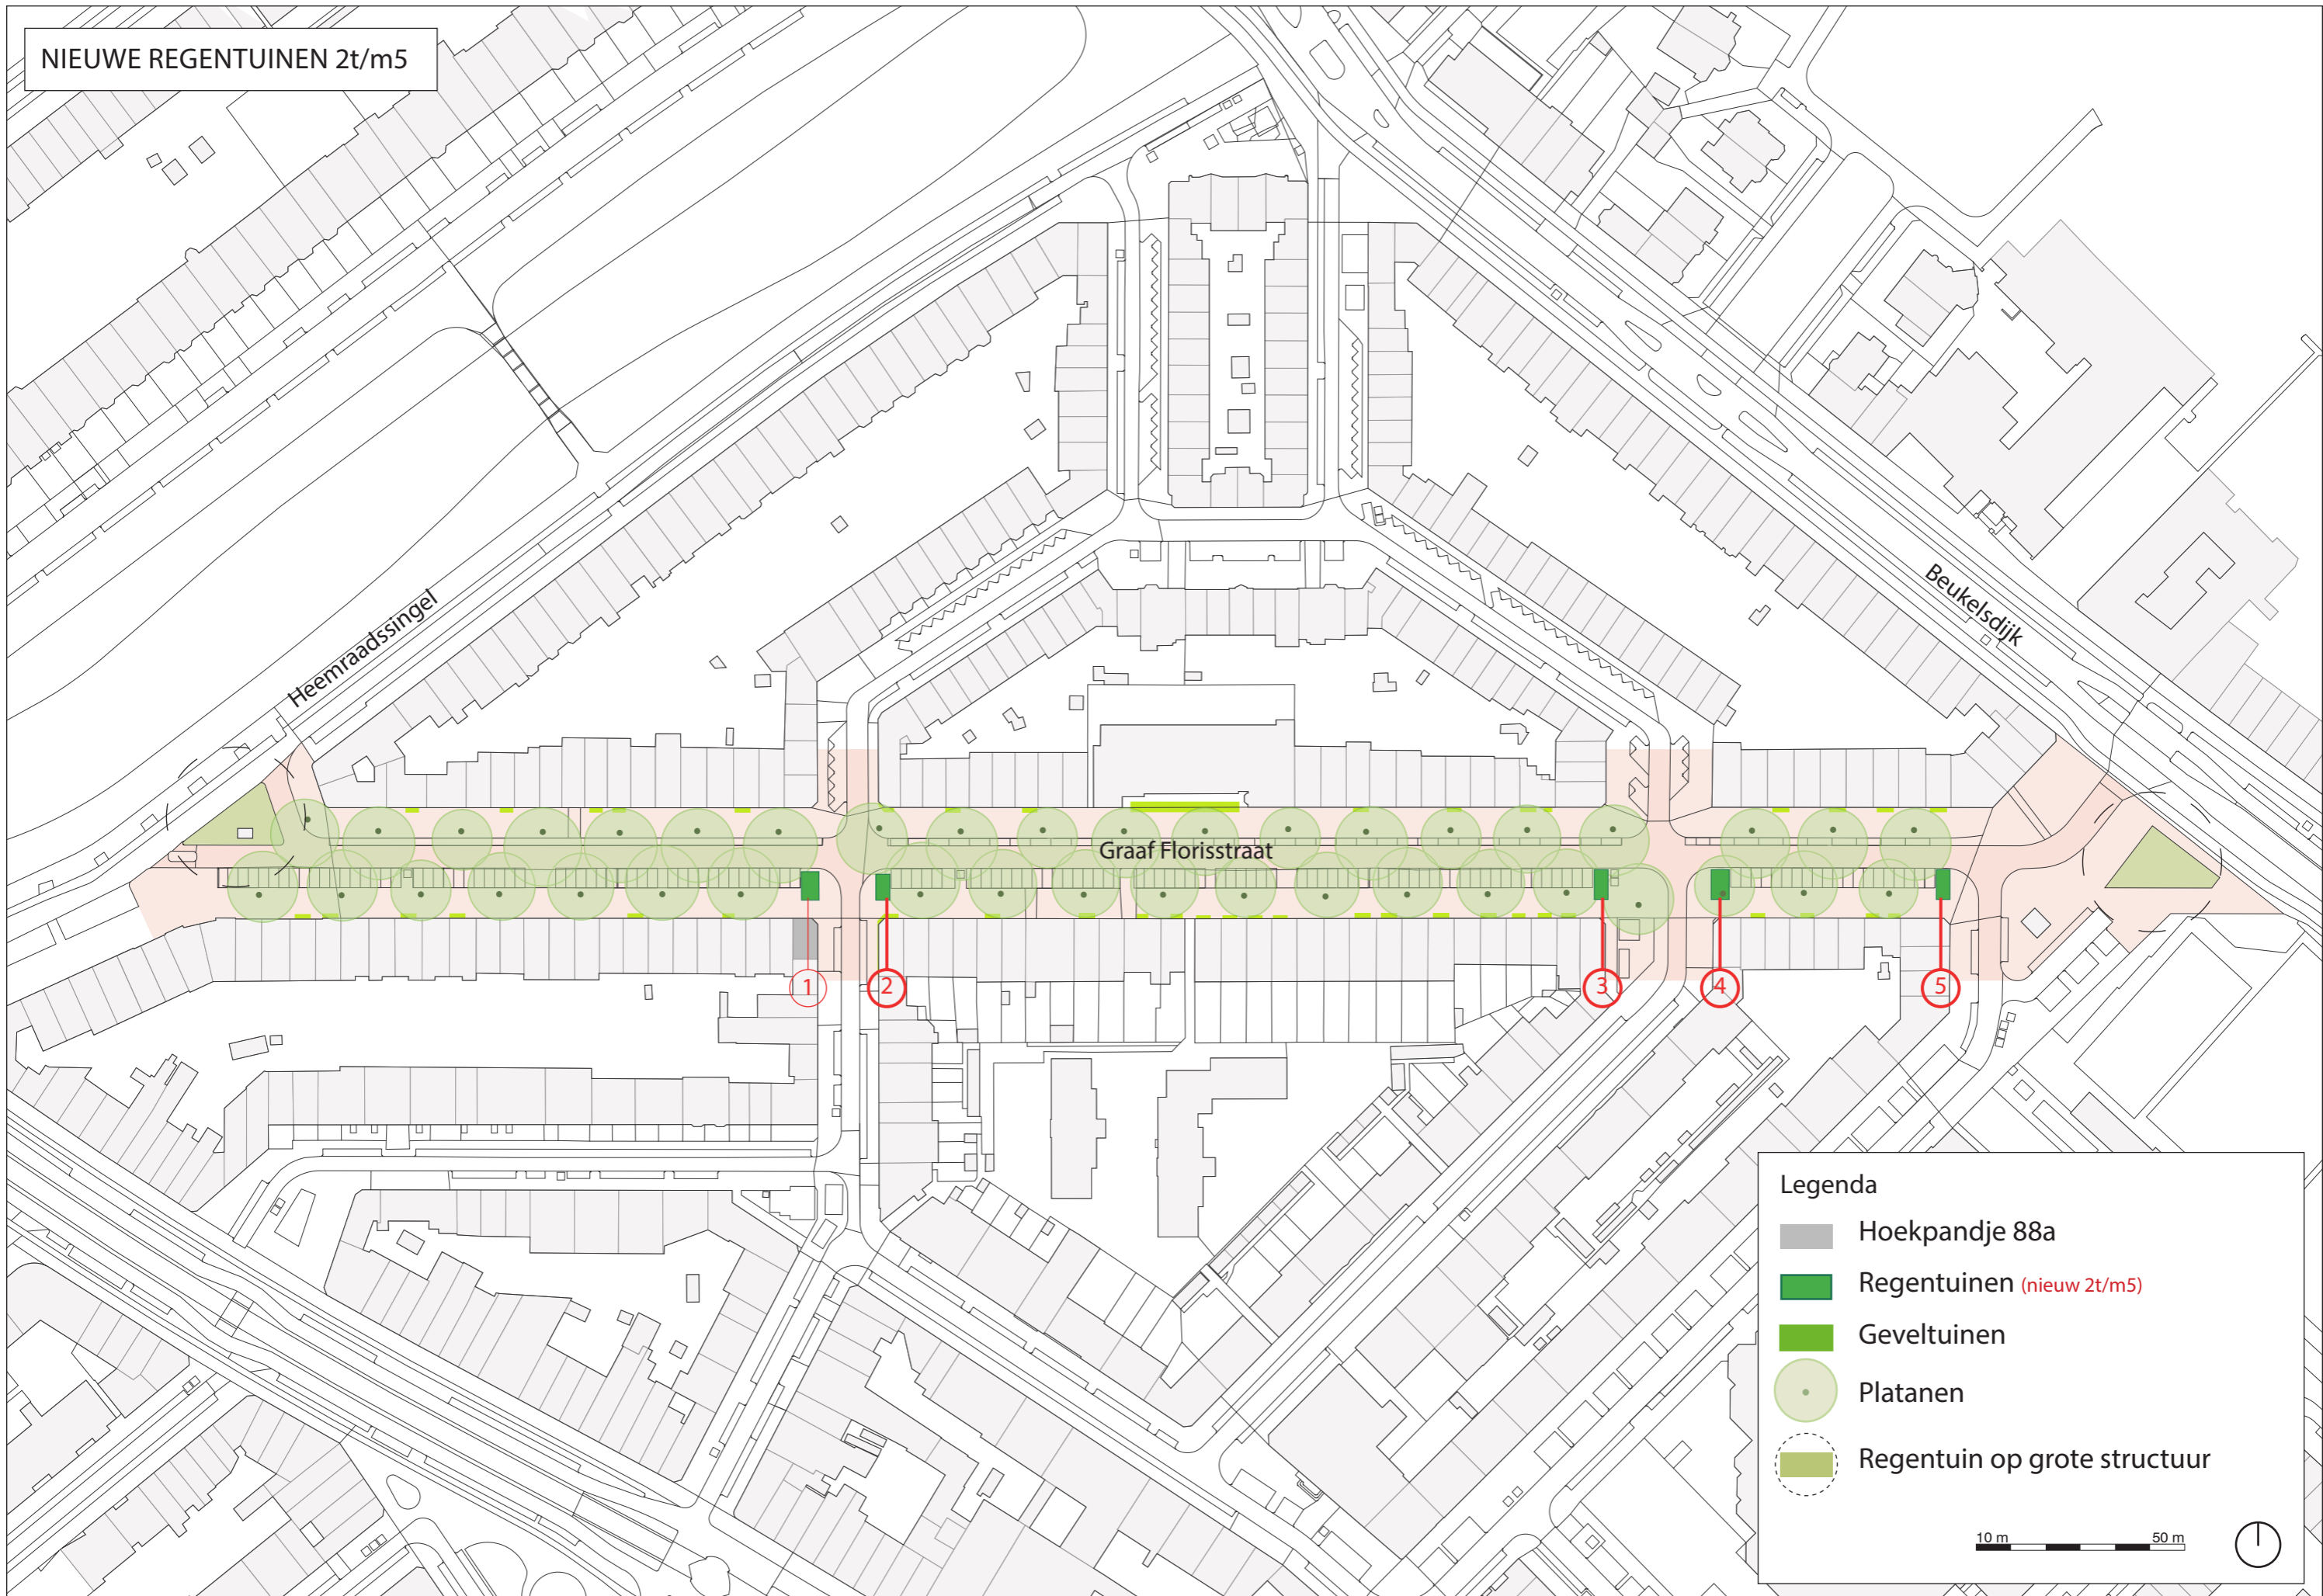 NIEUWE REGENTUINEN 2t/m5
Heemraadssingel
Beukelsdijk
Graaf Florisstraat
1
2
3
4
5
Legenda
Hoekpandje 88a
Regentuinen (nieuw 2t/m5)
Geveltuinen
Platanen
Regentuin op grote structuur
10 m 50 m